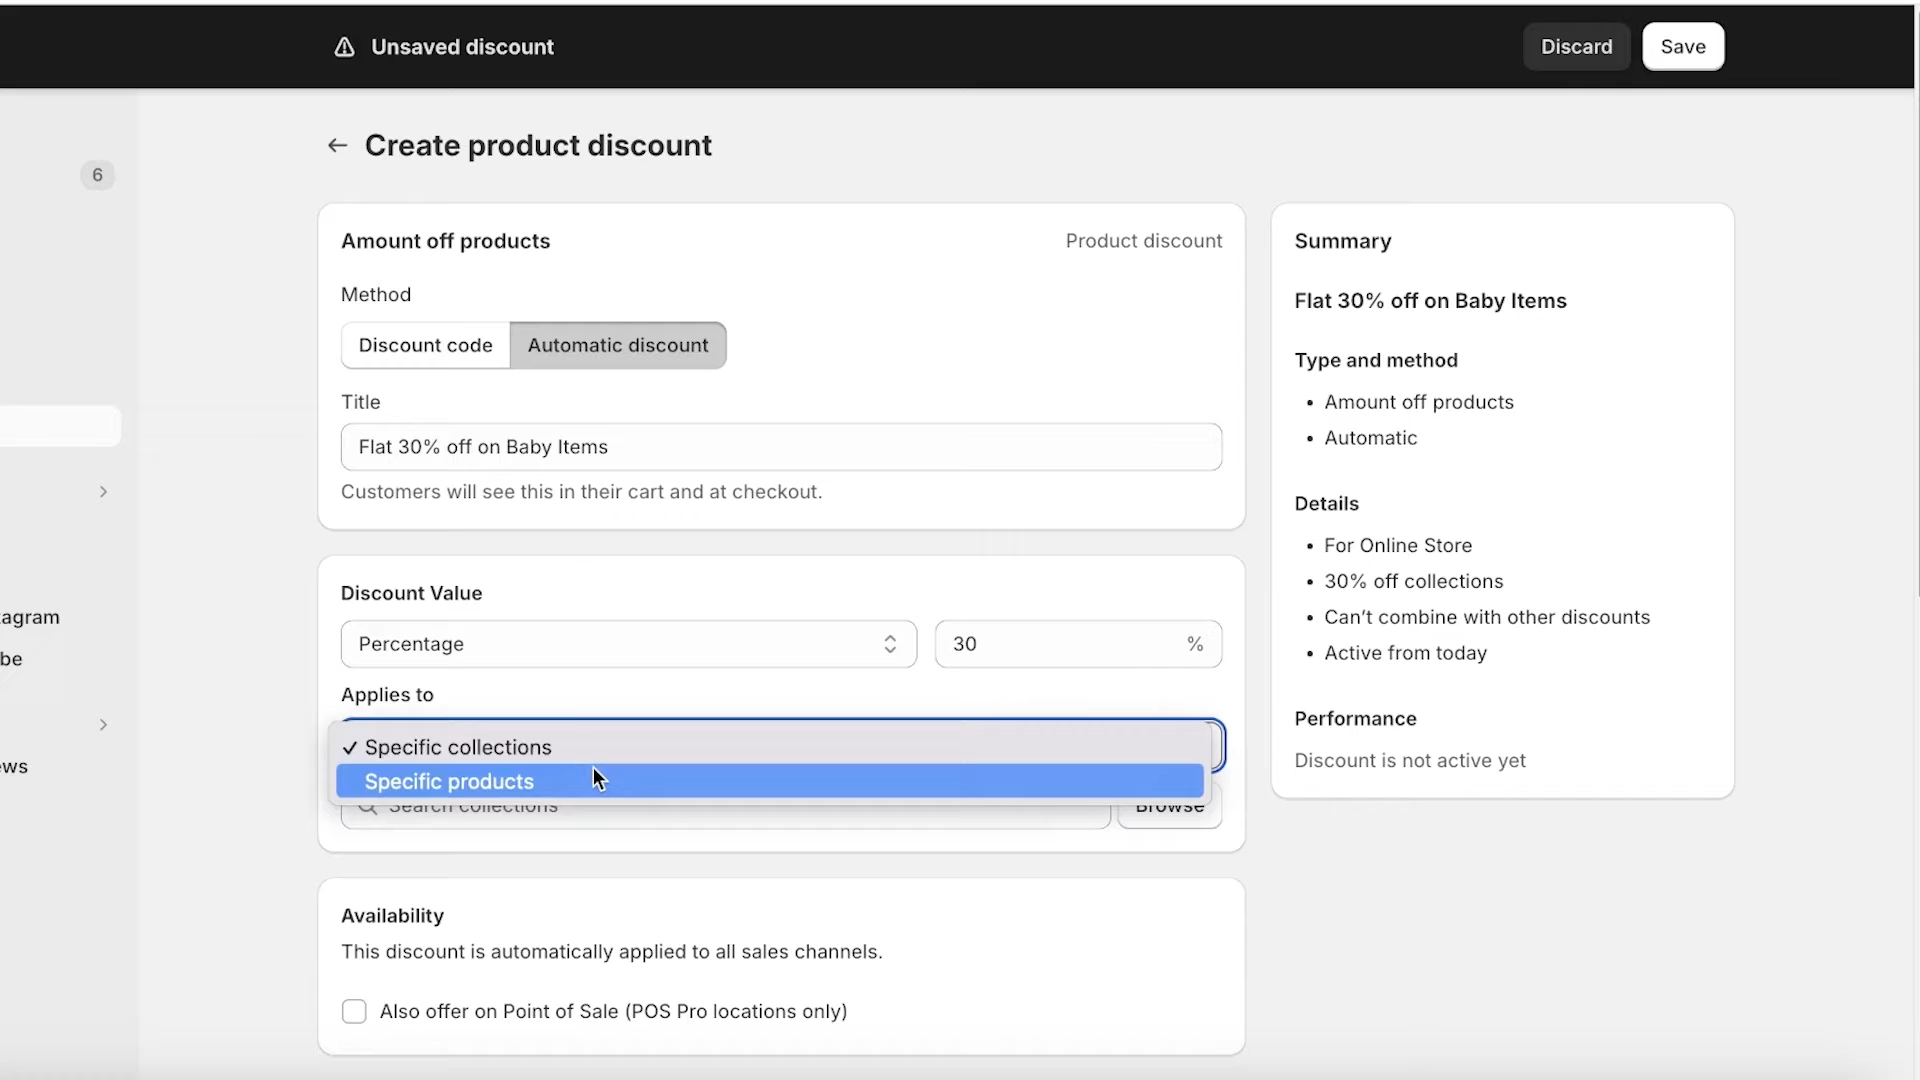 Unsaved discount
Discard
Save
6
Create product discount
Amount off products
Product discount
Method
Discount code
Automatic discount
Title
Flat 30% off on Baby Items
Customers will see this in their cart and at checkout.
Discount Value
Percentage
30
%
Applies to
✓ Specific collections
Specific products
Search collections
Browse
Availability
This discount is automatically applied to all sales channels.
Also offer on Point of Sale (POS Pro locations only)
Summary
Flat 30% off on Baby Items
Type and method
• Amount off products
• Automatic
Details
• For Online Store
• 30% off collections
• Can’t combine with other discounts
• Active from today
Performance
Discount is not active yet
tagram
be
ews